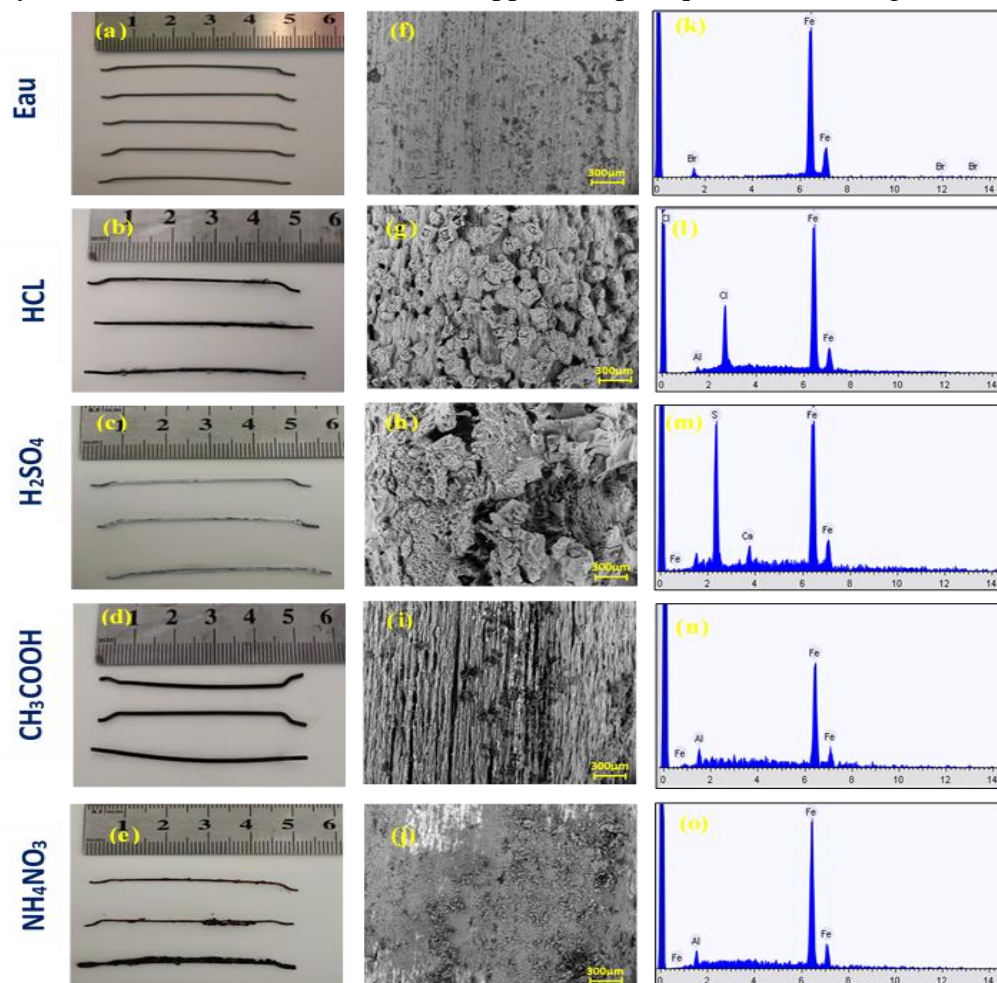 Eau
(a)
1 2 3 4 5
(f)
300µm
(k)
Fe
Fe
Br
Br
Br
0 2 4 6 8 10 12 14
HCL
(b)
1 2 3 4 5
(g)
300µm
(l)
Cl
Fe
Cl
Al
Fe
0 2 4 6 8 10 12 14
H₂SO₄
(c)
1 2 3 4 5 6
(h)
300µm
(m)
S
Fe
Fe
Ca
Fe
0 2 4 6 8 10 12 14
CH₃COOH
(d)
1 2 3 4 5 6
(i)
300µm
(n)
Fe
Fe
Al
Fe
0 2 4 6 8 10 12 14
NH₄NO₃
(e)
1 2 3 4 5 6
(j)
300µm
(o)
Fe
Fe
Al
Fe
0 2 4 6 8 10 12 14